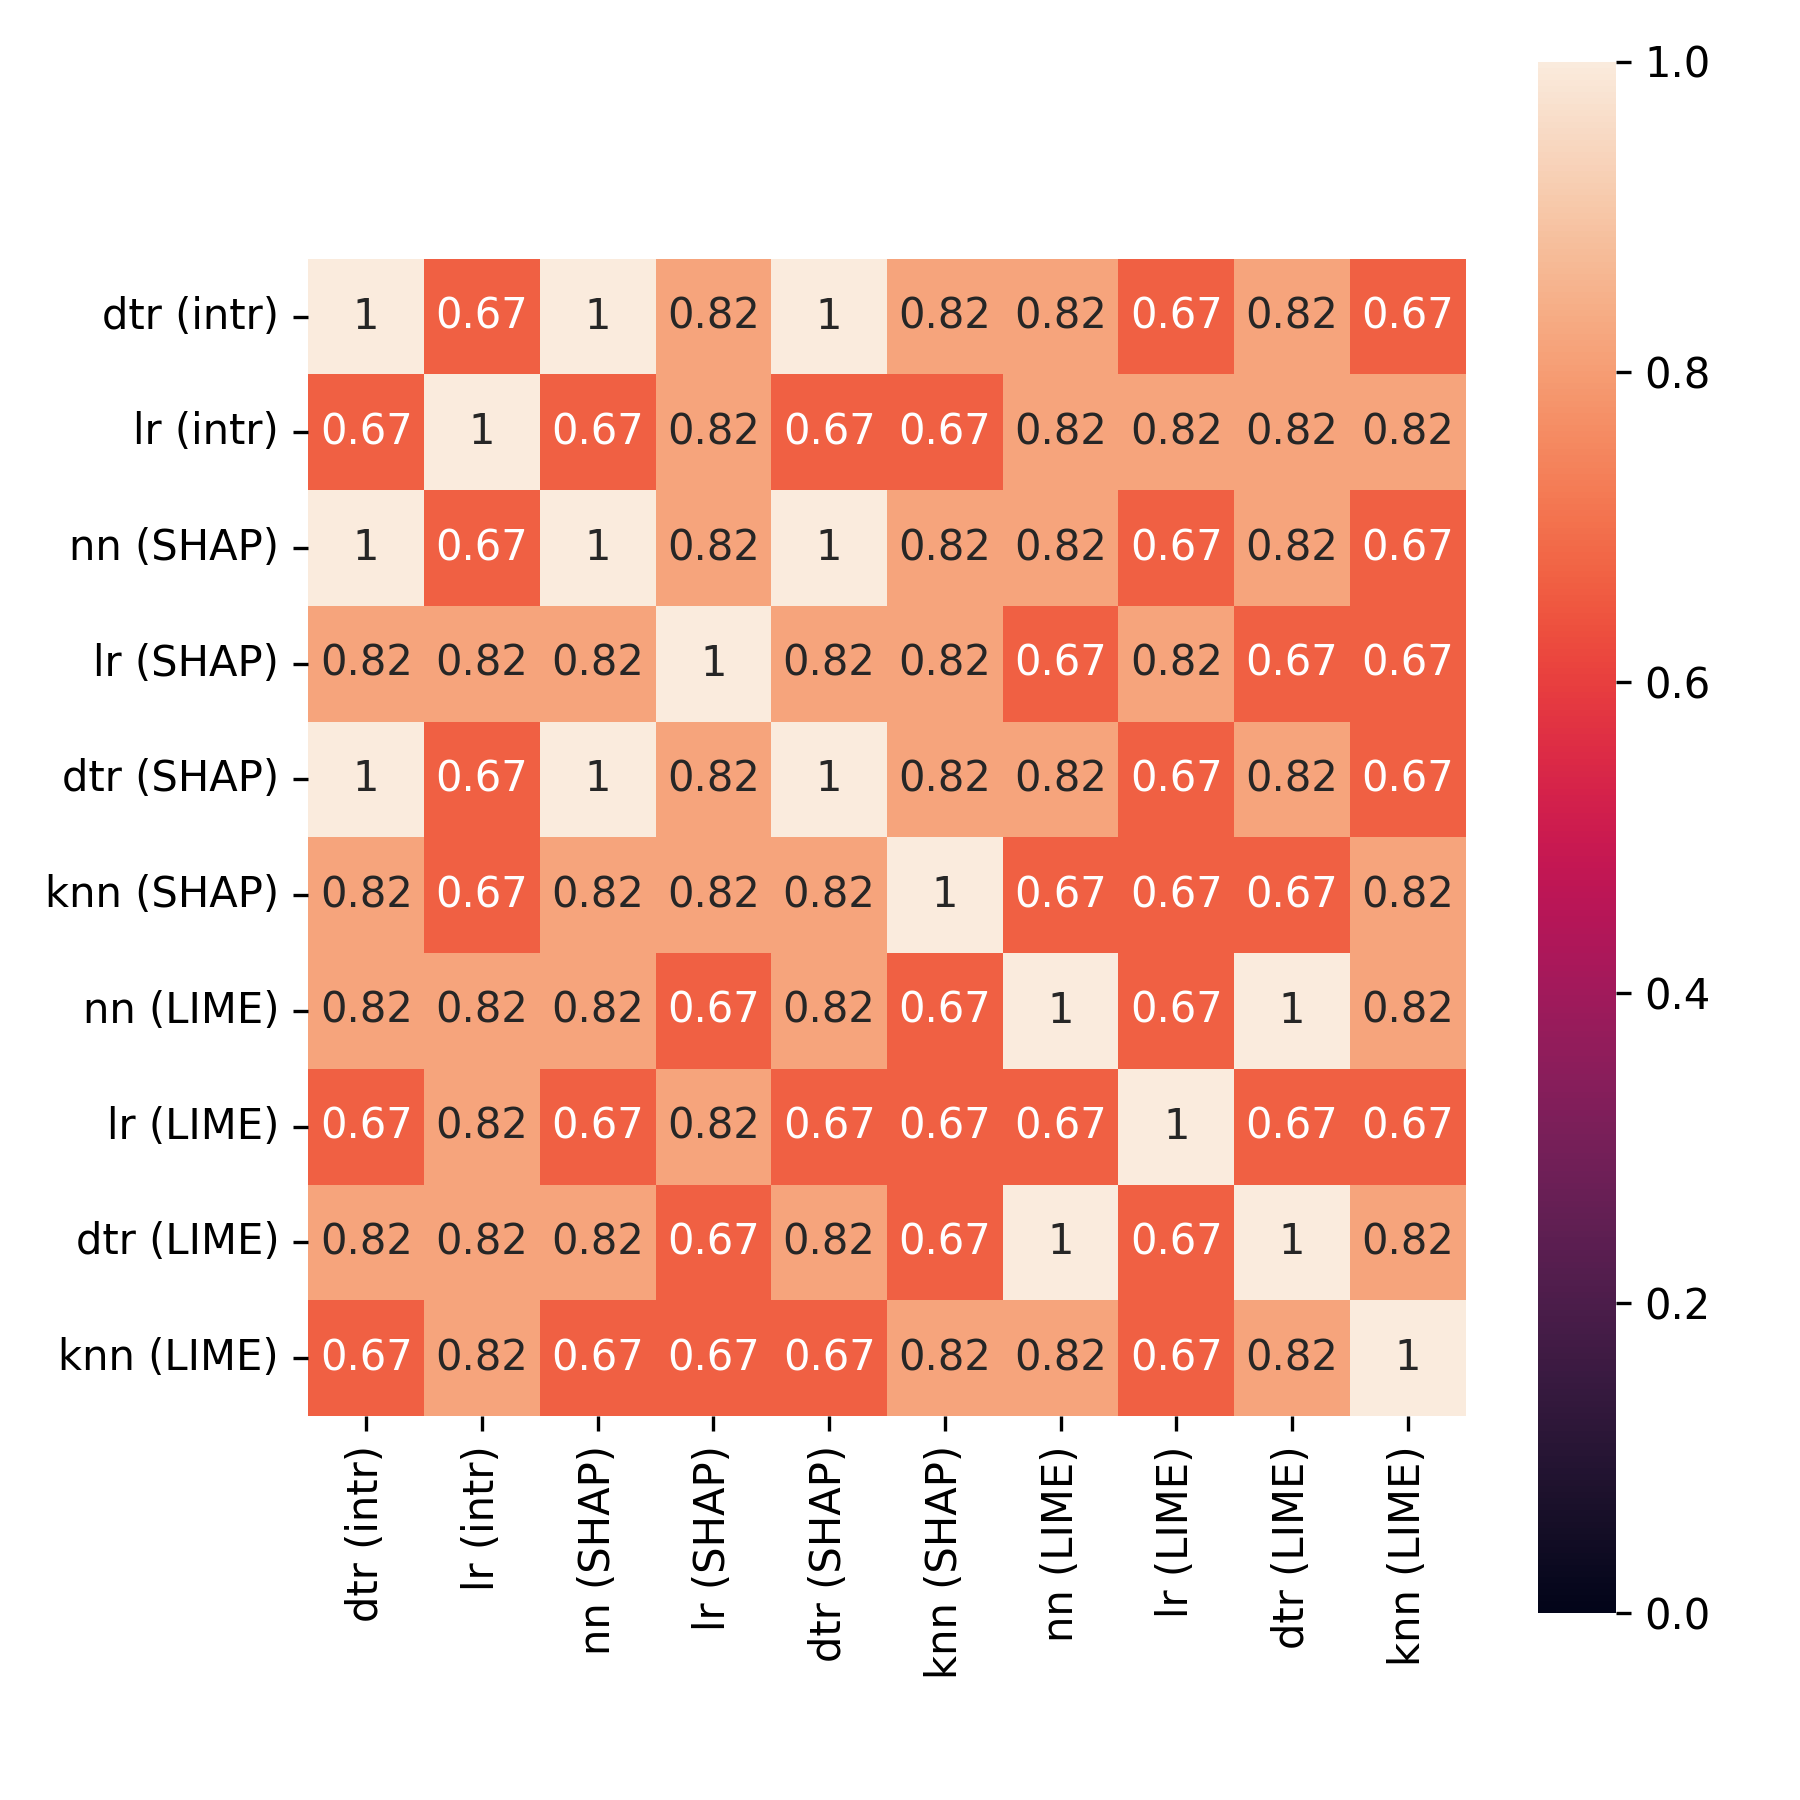 1.0
dtr (intr) 1 0.67 1 0.82 1 0.82 0.82 0.67 0.82 0.67
0.8
lr (intr) 0.67 1 0.67 0.82 0.67 0.67 0.82 0.82 0.82 0.82
nn (SHAP) 1 0.67 1 0.82 1 0.82 0.82 0.67 0.82 0.67
lr (SHAP) 0.82 0.82 0.82 1 0.82 0.82 0.67 0.82 0.67 0.67
0.6
dtr (SHAP) 1 0.67 1 0.82 1 0.82 0.82 0.67 0.82 0.67
knn (SHAP) 0.82 0.67 0.82 0.82 0.82 1 0.67 0.67 0.67 0.82
0.4
nn (LIME) 0.82 0.82 0.82 0.67 0.82 0.67 1 0.67 1 0.82
lr (LIME) 0.67 0.82 0.67 0.82 0.67 0.67 0.67 1 0.67 0.67
dtr (LIME) 0.82 0.82 0.82 0.67 0.82 0.67 1 0.67 1 0.82
0.2
knn (LIME) 0.67 0.82 0.67 0.67 0.67 0.82 0.82 0.67 0.82 1
0.0
dtr (intr)
lr (intr)
nn (SHAP)
lr (SHAP)
dtr (SHAP)
knn (SHAP)
nn (LIME)
lr (LIME)
dtr (LIME)
knn (LIME)